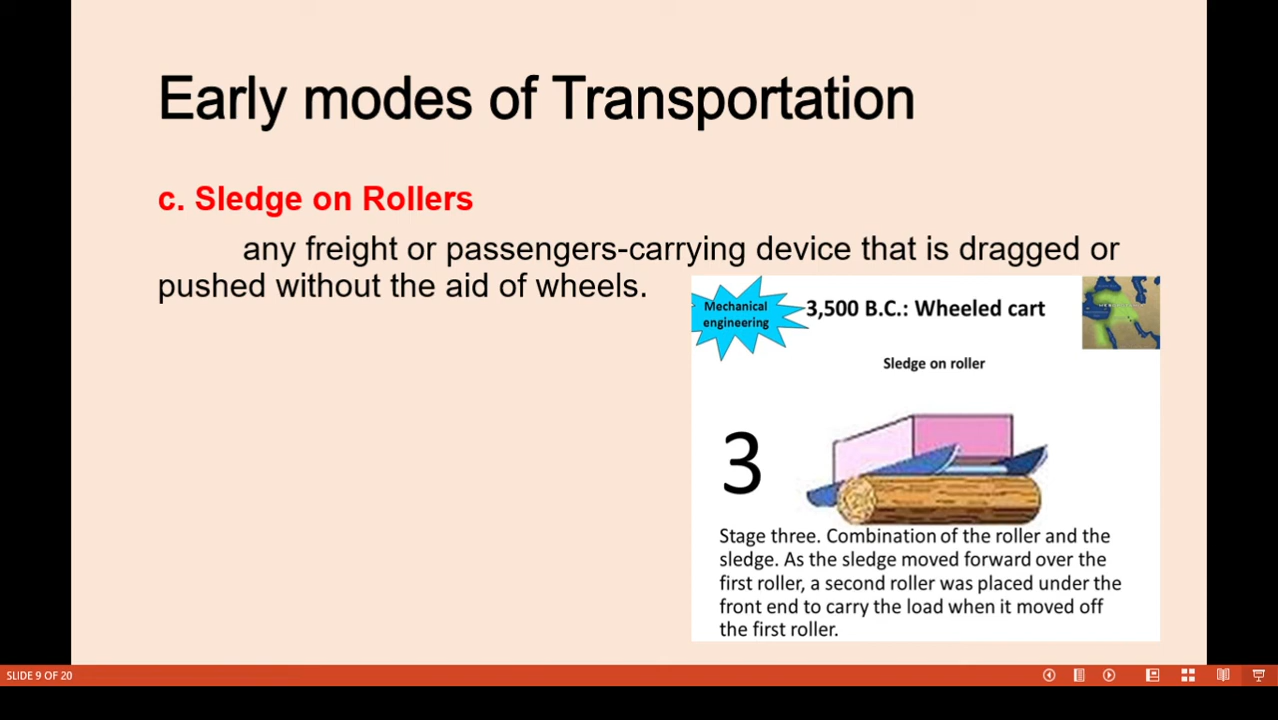 Early modes of Transportation
c. Sledge on Rollers
any freight or passengers-carrying device that is dragged or
pushed without the aid of wheels.
Mechanical
engineering
3,500 B.C.: Wheeled cart
Sledge on roller
3
Stage three. Combination of the roller and the
sledge. As the sledge moved forward over the
first roller, a second roller was placed under the
front end to carry the load when it moved off
the first roller.
SLIDE 9 OF 20